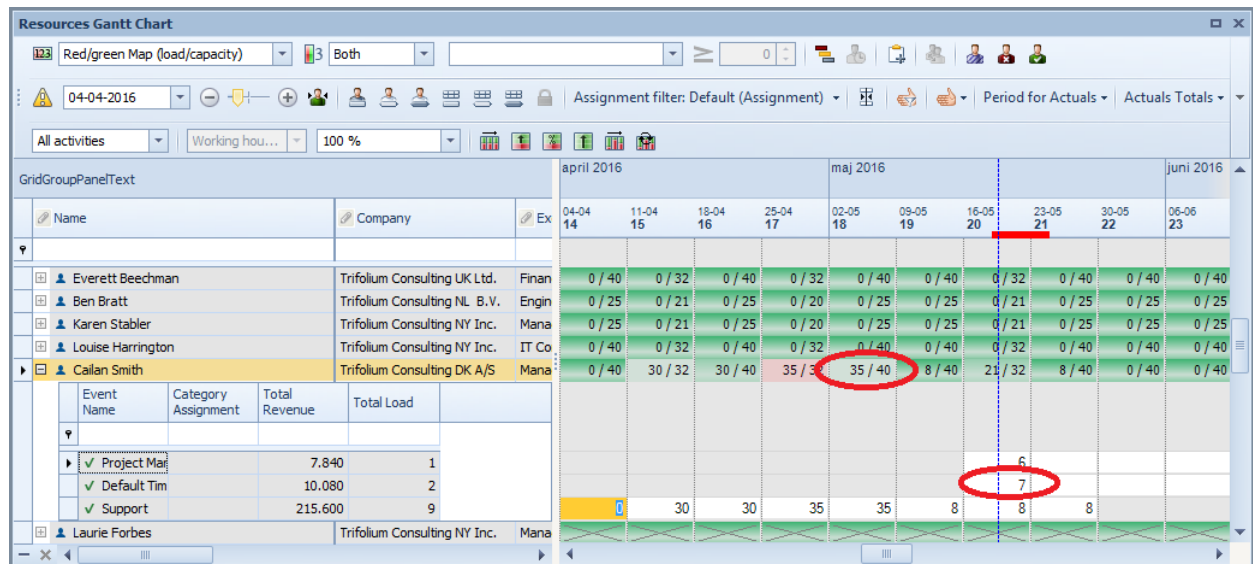 Resources Gantt Chart
123 Red/green Map (load/capacity) 3 Both 0
04-04-2016 Assignment filter: Default (Assignment) Period for Actuals Actuals Totals
All activities Working hou... 100 %
GridGroupPanelText april 2016 maj 2016 juni 2016
Name Company Ex 04-04 11-04 18-04 25-04 02-05 09-05 16-05 23-05 30-05 06-06
14 15 16 17 18 19 20 21 22 23
Everett Beechman Trifolium Consulting UK Ltd. Finan 0 / 40 0 / 32 0 / 40 0 / 32 0 / 40 0 / 40 0 / 32 0 / 40 0 / 40 0 / 40
Ben Bratt Trifolium Consulting NL B.V. Engin 0 / 25 0 / 21 0 / 25 0 / 20 0 / 25 0 / 25 0 / 21 0 / 25 0 / 25 0 / 25
Karen Stabler Trifolium Consulting NY Inc. Mana 0 / 25 0 / 21 0 / 25 0 / 20 0 / 25 0 / 25 0 / 21 0 / 25 0 / 25 0 / 25
Louise Harrington Trifolium Consulting NY Inc. IT Co 0 / 40 0 / 32 0 / 40 0 / 32 0 / 40 0 / 40 0 / 32 0 / 40 0 / 40 0 / 40
Cailan Smith Trifolium Consulting DK A/S Mana 0 / 40 30 / 32 30 / 40 35 / 32 35 / 40 8 / 40 21 / 32 8 / 40 0 / 40 0 / 40
Event Category Total Total Load
Name Assignment Revenue
Project Mar 7.840 1 6
Default Tim 10.080 2 7
Support 215.600 9 0 30 30 35 35 8 8 8
Laurie Forbes Trifolium Consulting NY Inc. Mana